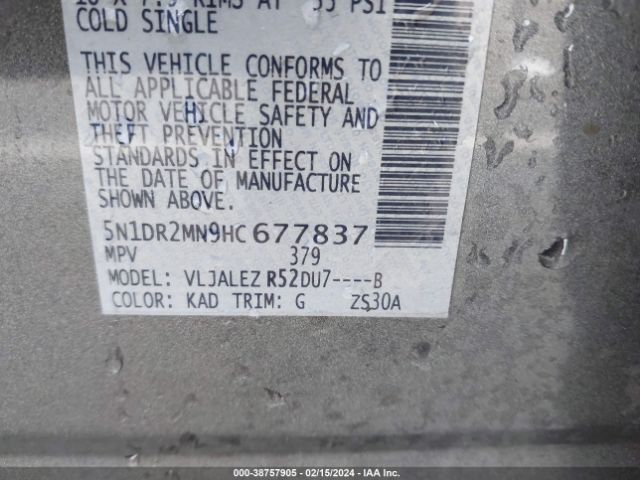 COLD SINGLE
THIS VEHICLE CONFORMS TO
ALL APPLICABLE FEDERAL
MOTOR VEHICLE SAFETY AND
THEFT PREVENTION
STANDARDS IN EFFECT ON
THE DATE OF MANUFACTURE
SHOWN ABOVE.
5N1DR2MN9HC677837
MPV 379
MODEL: VLJALEZ R52DU7----B
COLOR: KAD TRIM: G ZS30A
000-38757905 - 02/15/2024 - IAA Inc.